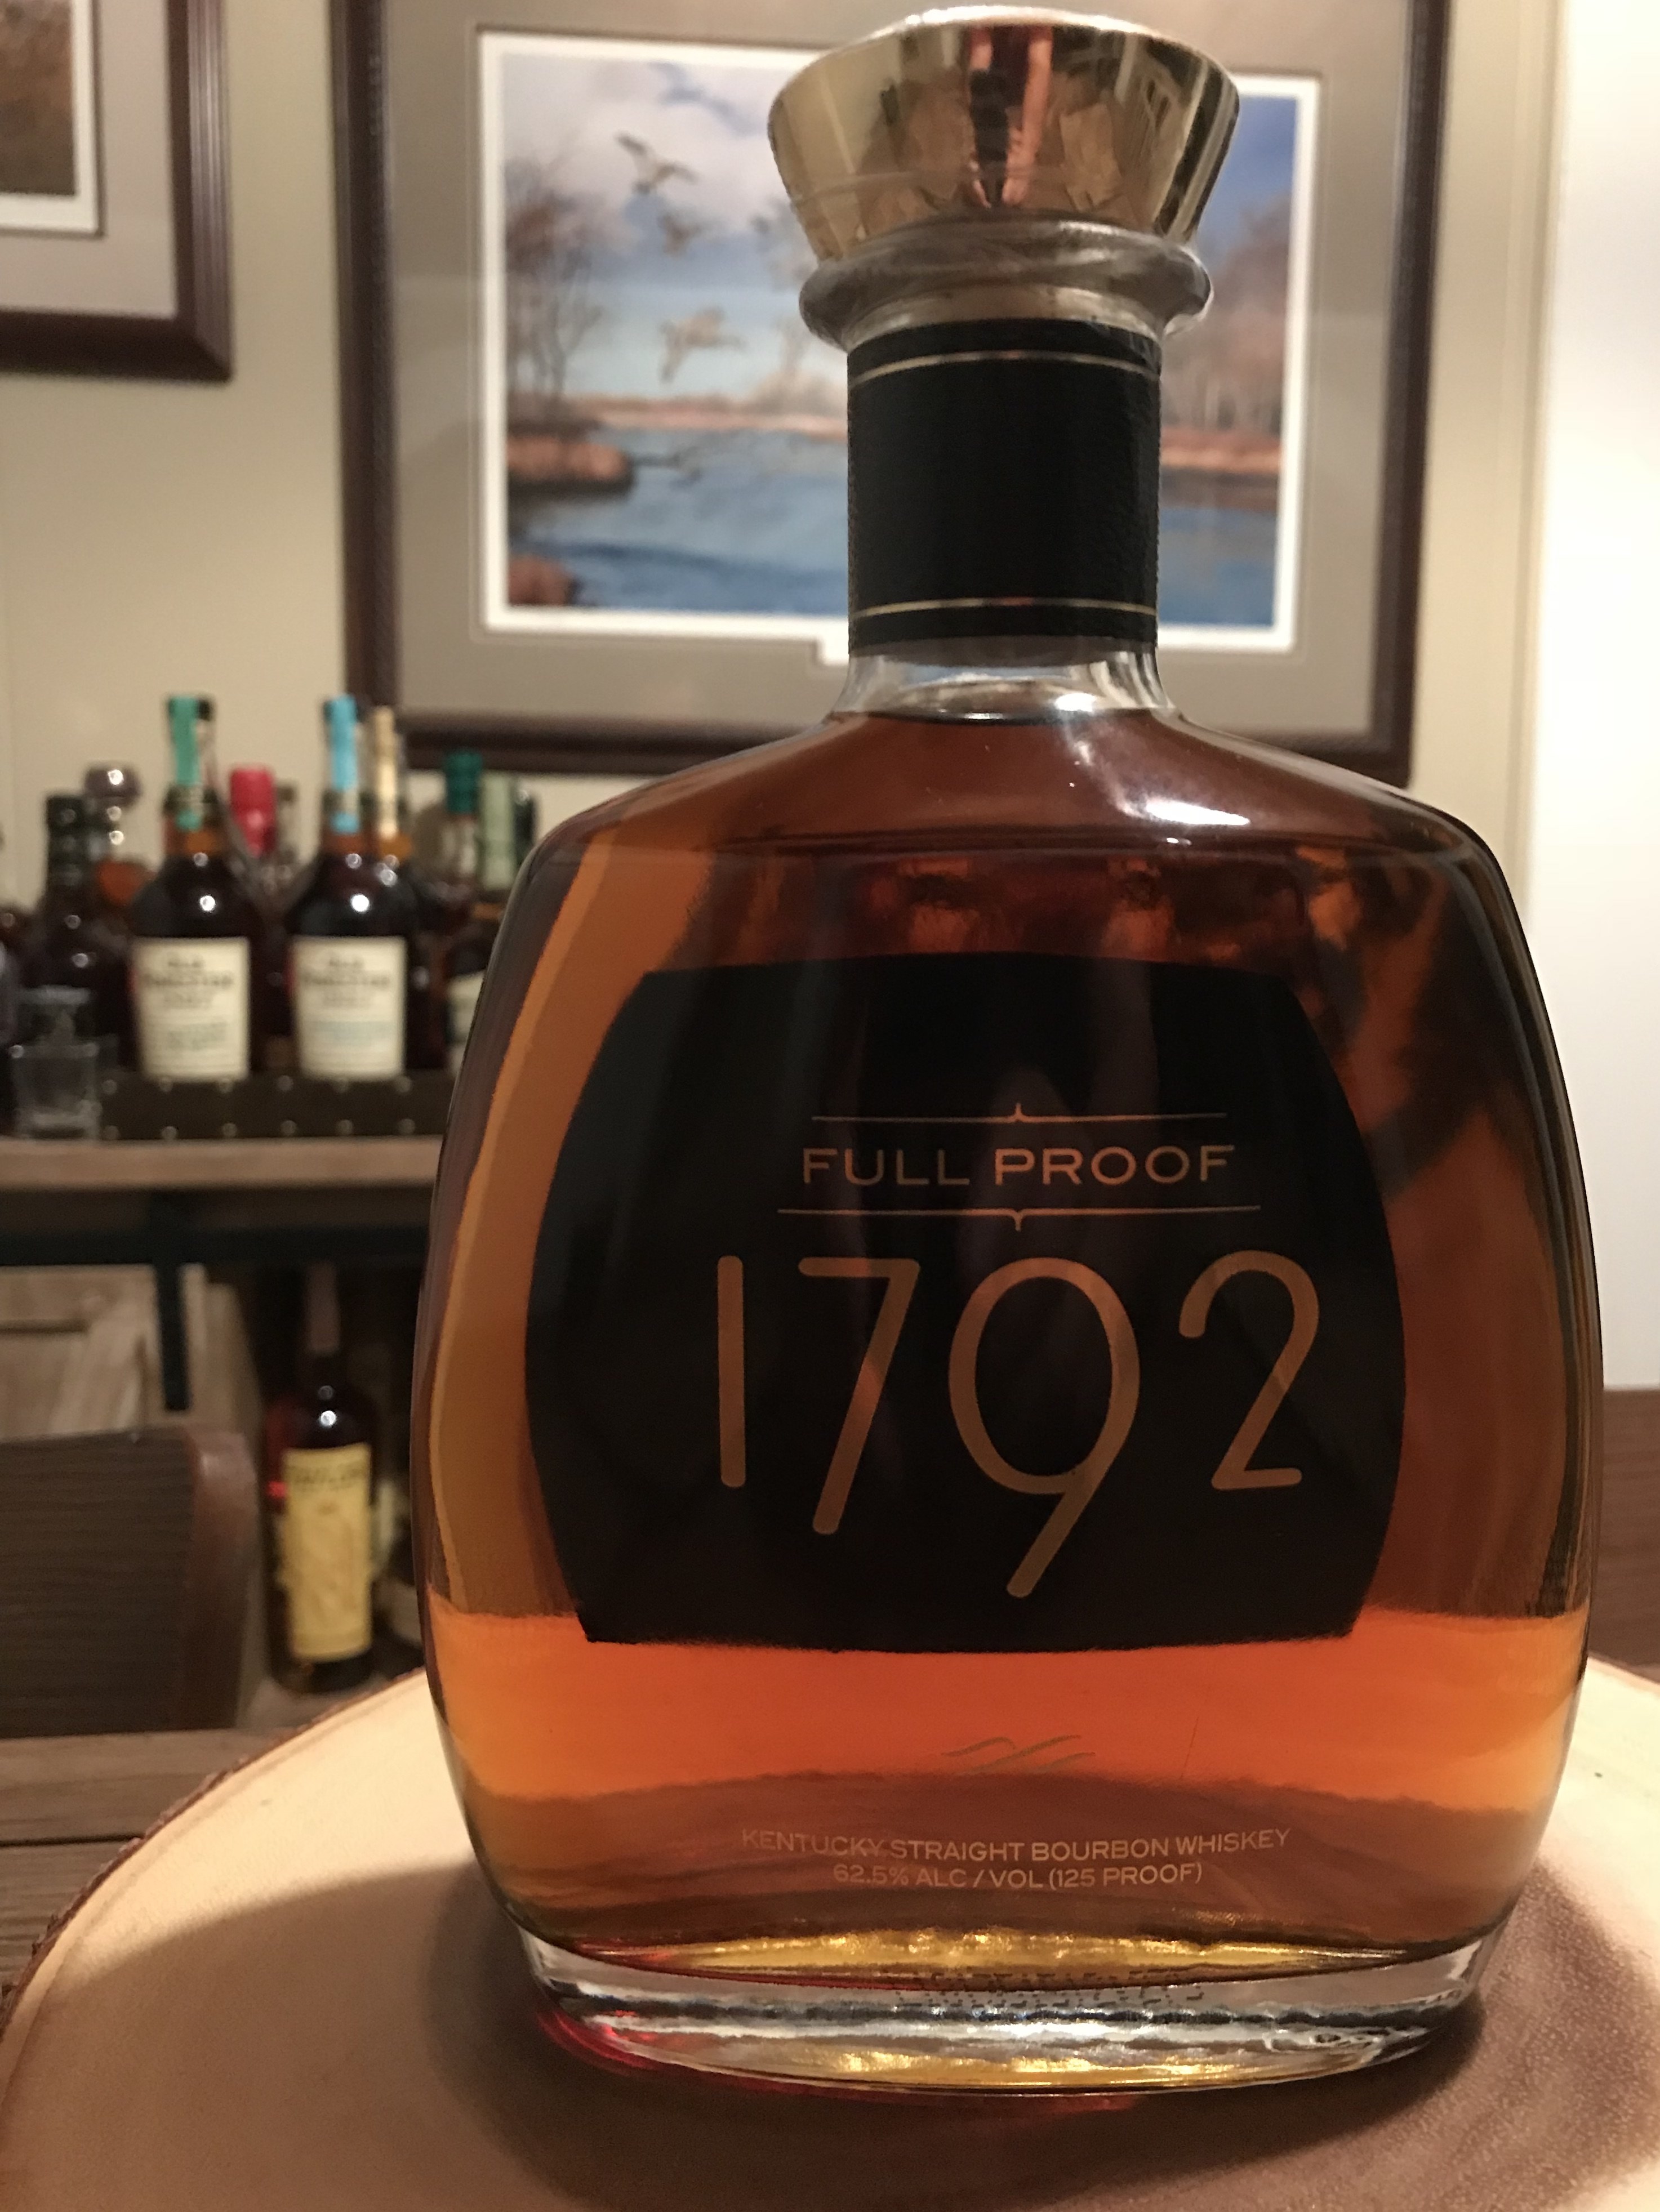 FULL PROOF
1792
KENTUCKY STRAIGHT BOURBON WHISKEY
62.5% ALC / VOL (125 PROOF)